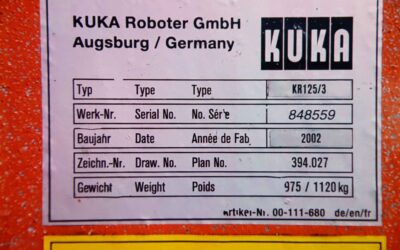 KUKA Roboter GmbH
Augsburg / Germany
KUKA
Typ Type Type KR125/3
Werk-Nr. Serial No. No. Série 848559
Baujahr Date Année de Fab 2002
Zeichn.-Nr. Draw. No. Plan No. 394.027
Gewicht Weight Poids 975 / 1120 kg
Artikel-Nr. 00-111-680 de/en/fr